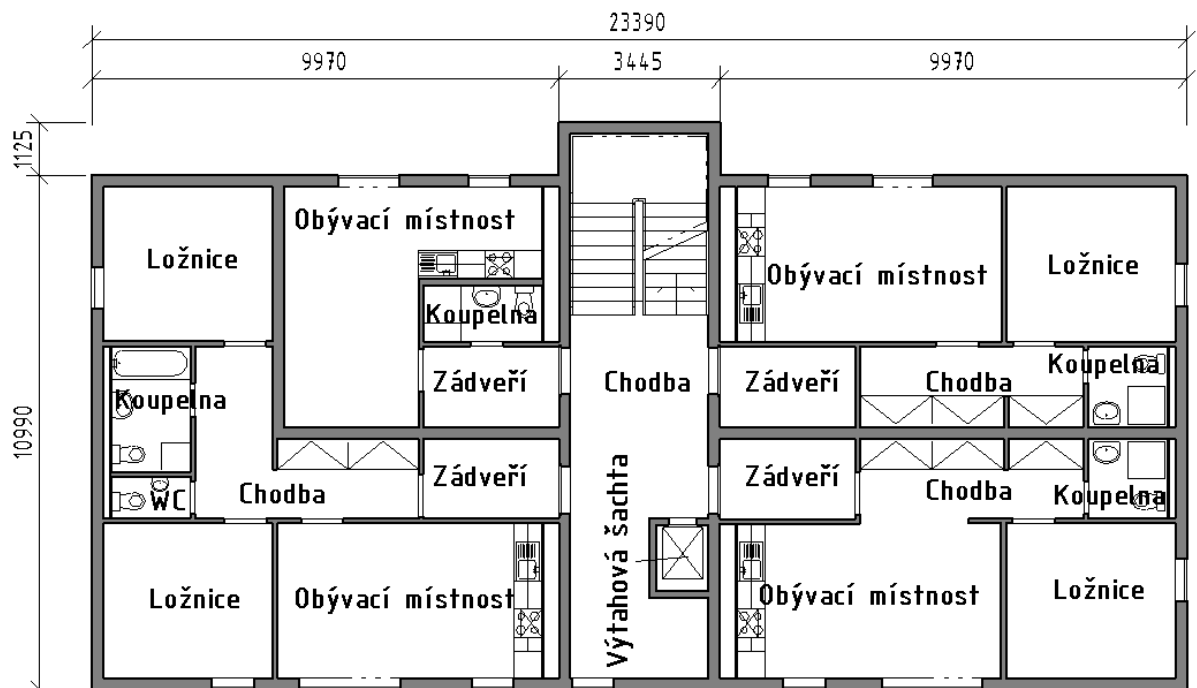 23390
9970
3445
9970
1125
10990
Obývací místnost
Ložnice
Obývací místnost
Ložnice
Koupelna
Koupelna
Zádveří
Chodba
Zádveří
Chodba
Koupelna
Zádveří
Zádveří
WC
Chodba
Chodba
Koupelna
Výtahová šachta
Ložnice
Obývací místnost
Obývací místnost
Ložnice